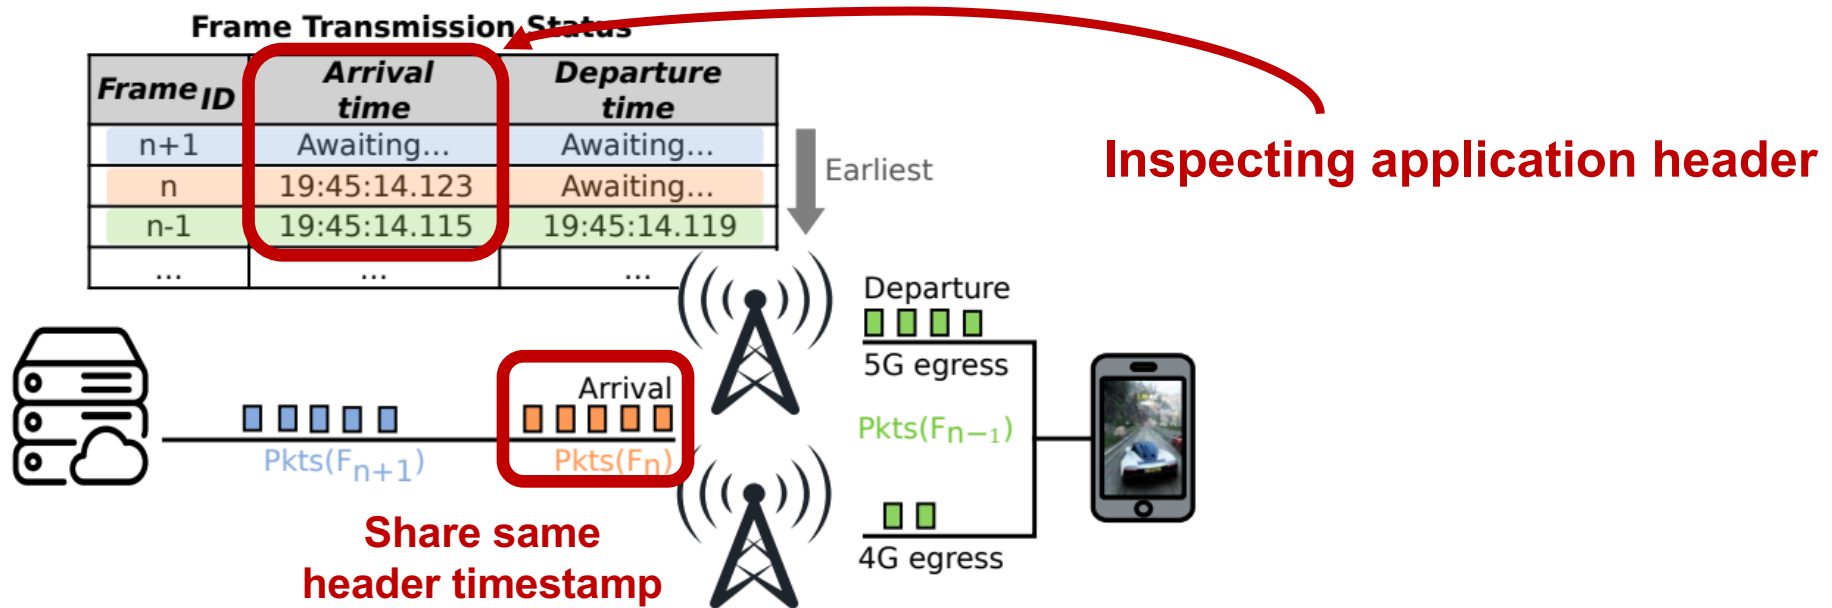 Frame Transmission Status
Frame ID Arrival time Departure time
n+1 Awaiting... Awaiting...
n 19:45:14.123 Awaiting...
n-1 19:45:14.115 19:45:14.119
... ... ...
Earliest
Inspecting application header
Departure
5G egress
Arrival
Pkts(Fn+1)
Pkts(Fn)
Pkts(Fn−1)
4G egress
Share same
header timestamp